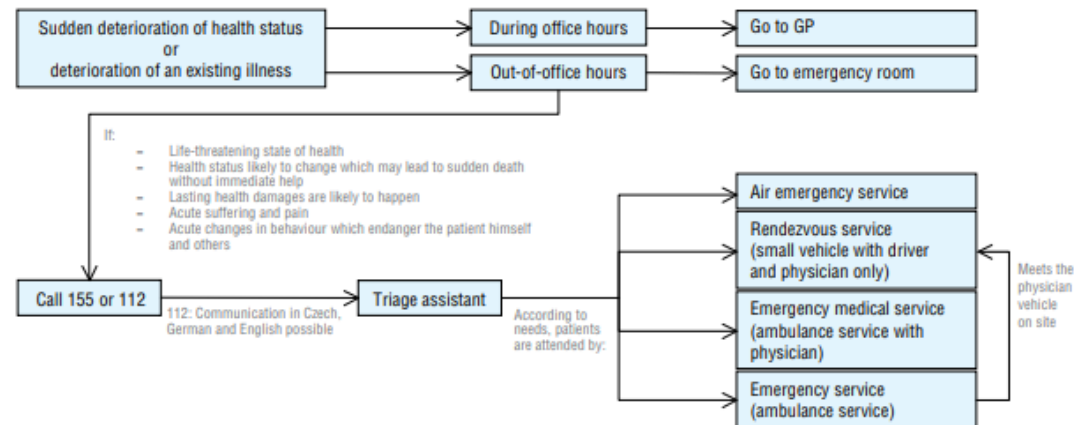 Sudden deterioration of health status
or
deterioration of an existing illness
During office hours
Go to GP
Out-of-office hours
Go to emergency room
If:
- Life-threatening state of health
- Health status likely to change which may lead to sudden death
without immediate help
- Lasting health damages are likely to happen
- Acute suffering and pain
- Acute changes in behaviour which endanger the patient himself
and others
Call 155 or 112
112: Communication in Czech,
German and English possible
Triage assistant
According to
needs, patients
are attended by:
Air emergency service
Rendezvous service
(small vehicle with driver
and physician only)
Emergency medical service
(ambulance service with
physician)
Emergency service
(ambulance service)
Meets the
physician
vehicle
on site